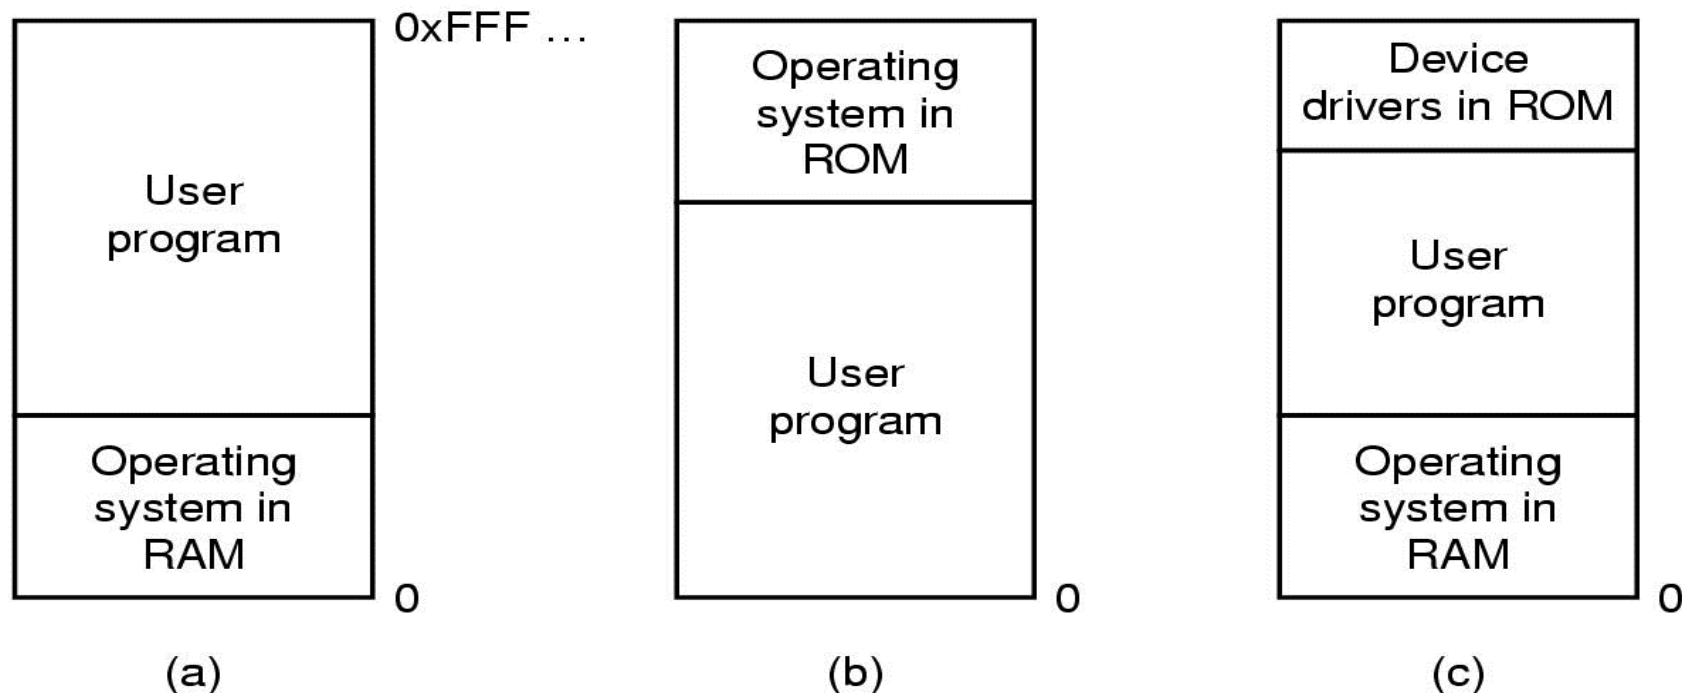 0xFFF ...
User
program
Operating
system in
RAM
0
(a)
Operating
system in
ROM
User
program
0
(b)
Device
drivers in ROM
User
program
Operating
system in
RAM
0
(c)